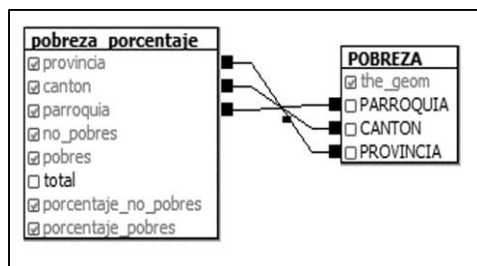 pobreza_porcentaje
provincia
canton
parroquia
no_pobres
pobres
total
porcentaje_no_pobres
porcentaje_pobres
POBREZA
the_geom
PARROQUIA
CANTON
PROVINCIA